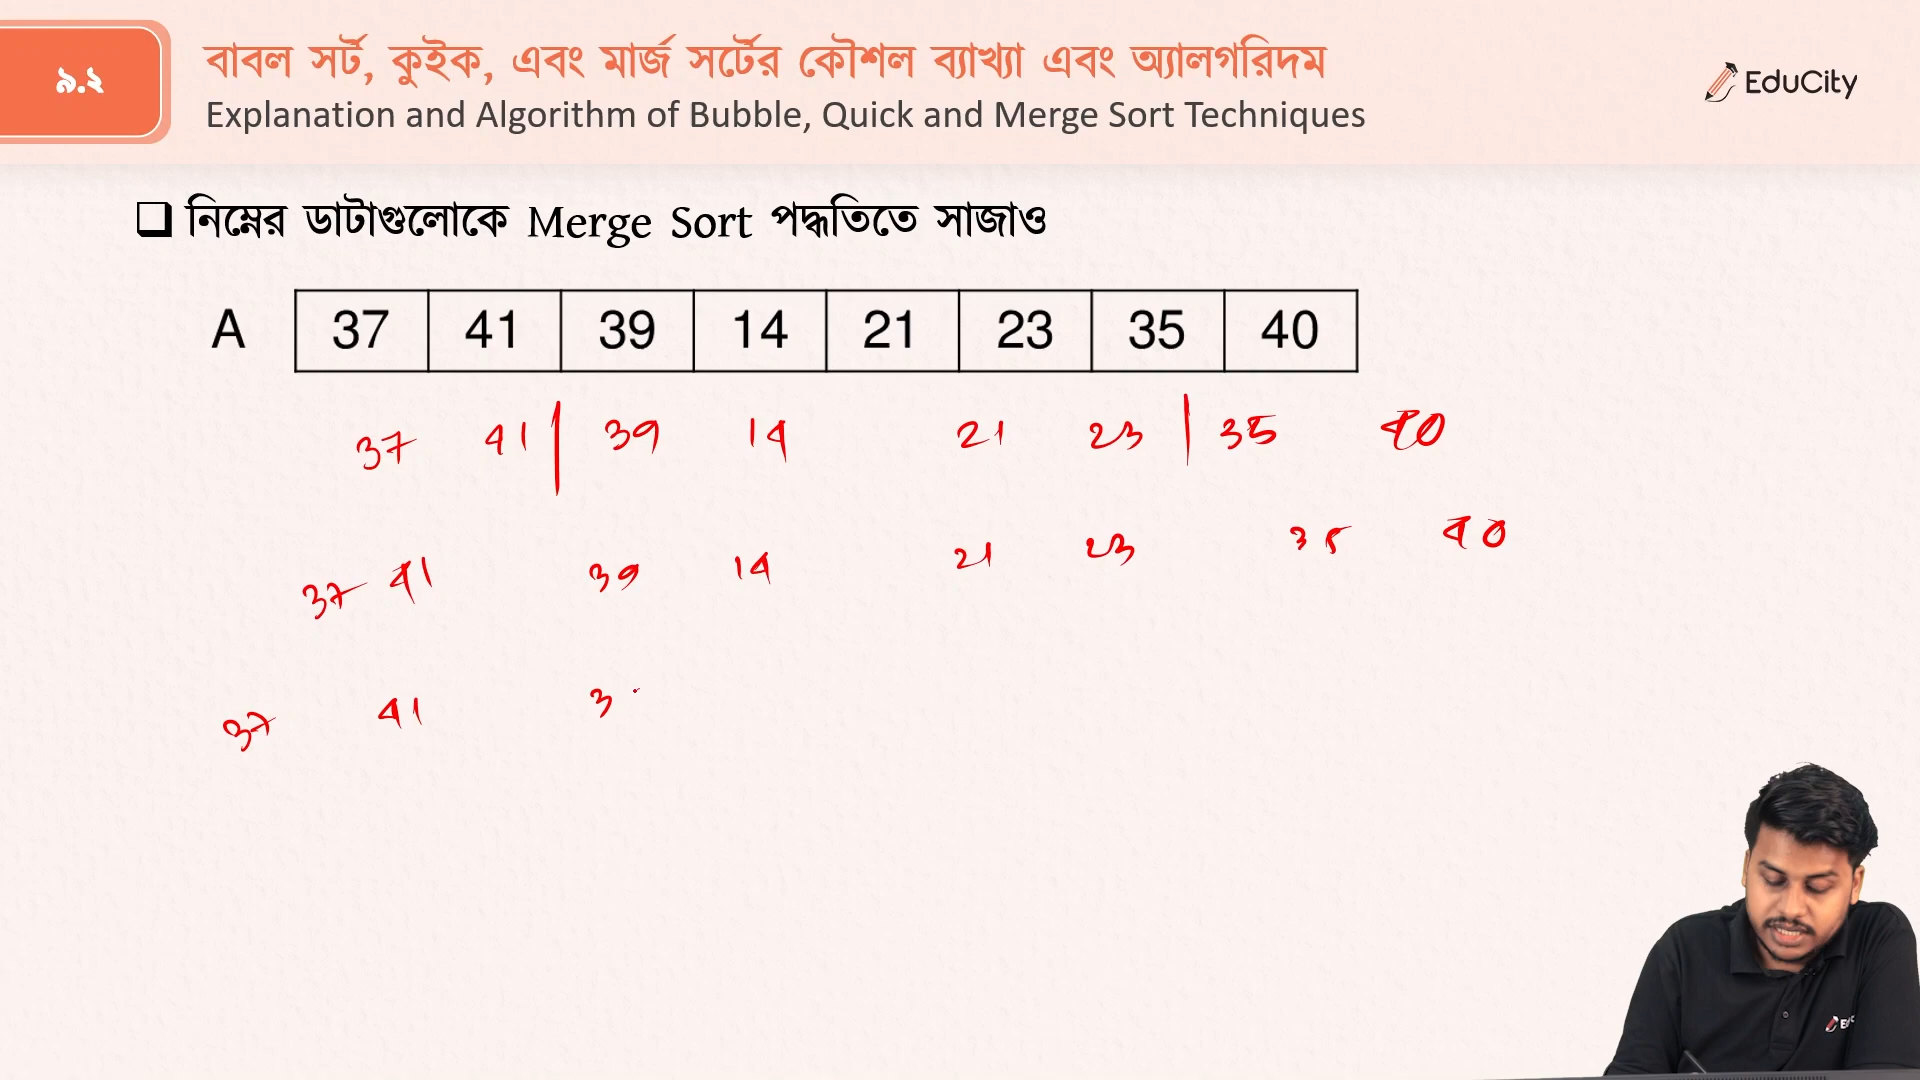 ৯.২
বাবল সর্ট, কুইক, এবং মার্জ সর্টের কৌশল ব্যাখ্যা এবং অ্যালগরিদম
Explanation and Algorithm of Bubble, Quick and Merge Sort Techniques
EduCity
❑ নিম্নের ডাটাগুলোকে Merge Sort পদ্ধতিতে সাজাও
A 37 41 39 14 21 23 35 40
37 41 | 39 14 21 23 | 35 40
37 41 39 14 21 23 35 40
37 41 3